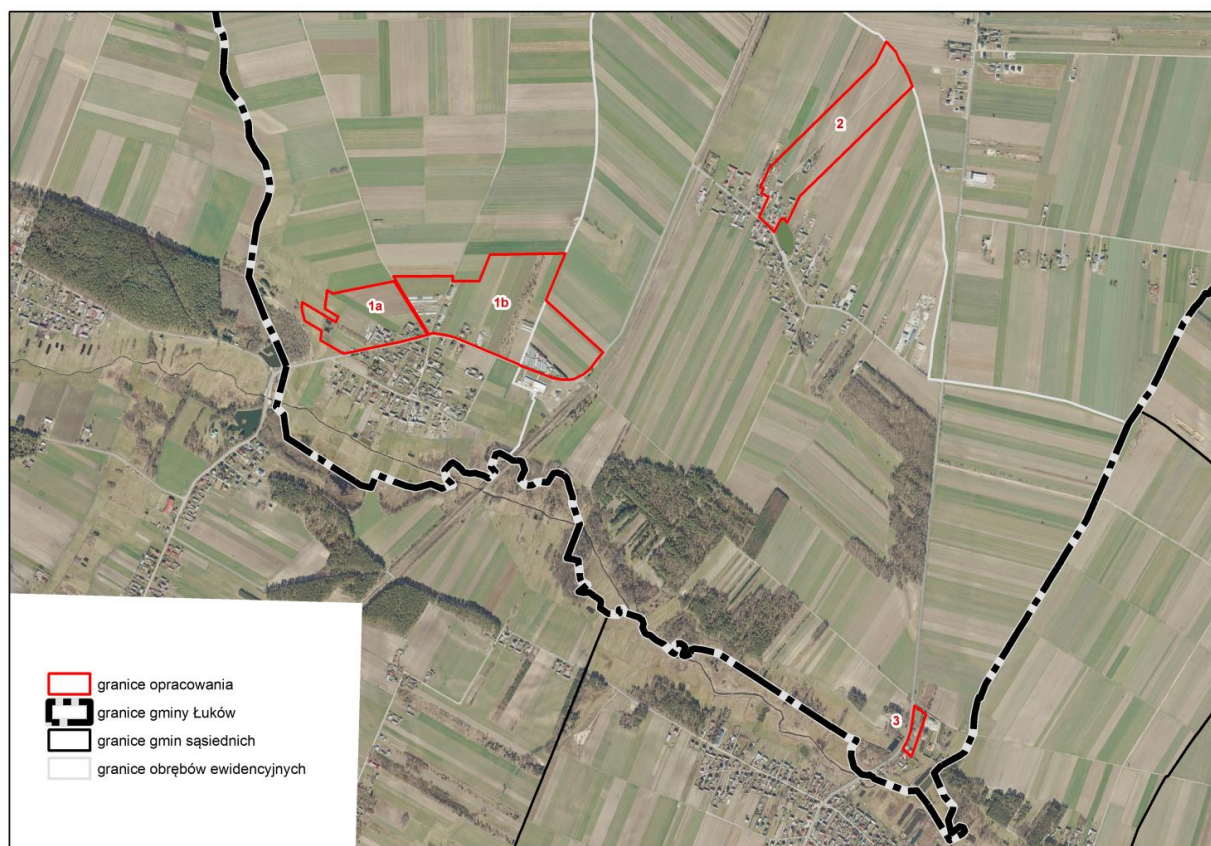 2
1a
1b
3
granice opracowania
granice gminy Łuków
granice gmin sąsiednich
granice obrębów ewidencyjnych